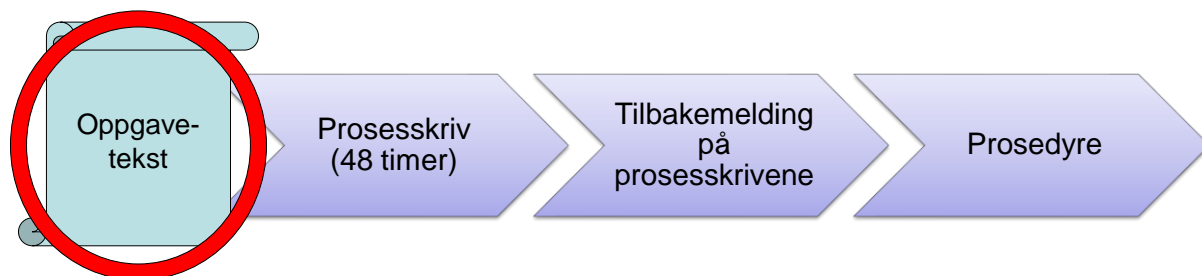 Oppgave-
tekst
Prosesskriv
(48 timer)
Tilbakemelding
på
prosesskrivene
Prosedyre